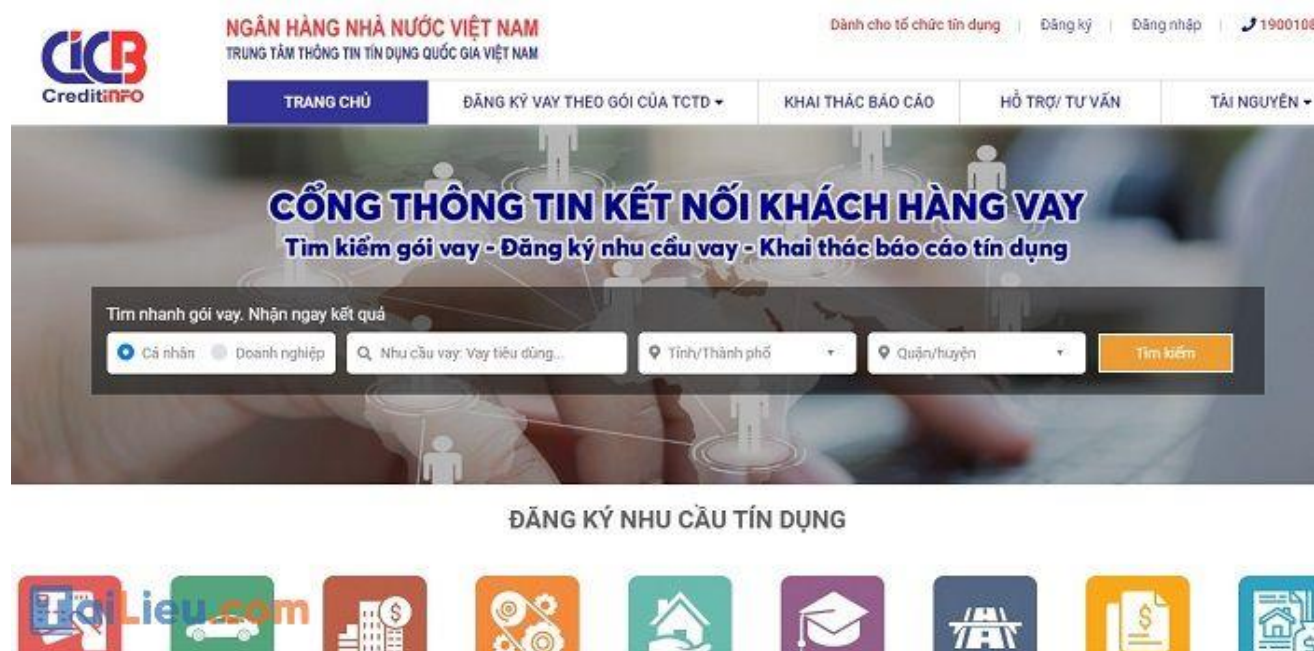 CICB
CreditINFO
NGÂN HÀNG NHÀ NƯỚC VIỆT NAM
TRUNG TÂM THÔNG TIN TÍN DỤNG QUỐC GIA VIỆT NAM
Dành cho tổ chức tín dụng | Đăng ký | Đăng nhập | 1900108
TRANG CHỦ
ĐĂNG KÝ VAY THEO GÓI CỦA TCTD
KHAI THÁC BÁO CÁO
HỖ TRỢ/ TƯ VẤN
TÀI NGUYÊN
CỔNG THÔNG TIN KẾT NỐI KHÁCH HÀNG VAY
Tìm kiếm gói vay - Đăng ký nhu cầu vay - Khai thác báo cáo tín dụng
Tìm nhanh gói vay. Nhận ngay kết quả
Cá nhân
Doanh nghiệp
Nhu cầu vay: Vay tiêu dùng...
Tỉnh/Thành phố
Quận/huyện
Tìm kiếm
ĐĂNG KÝ NHU CẦU TÍN DỤNG
TaiLieu.com